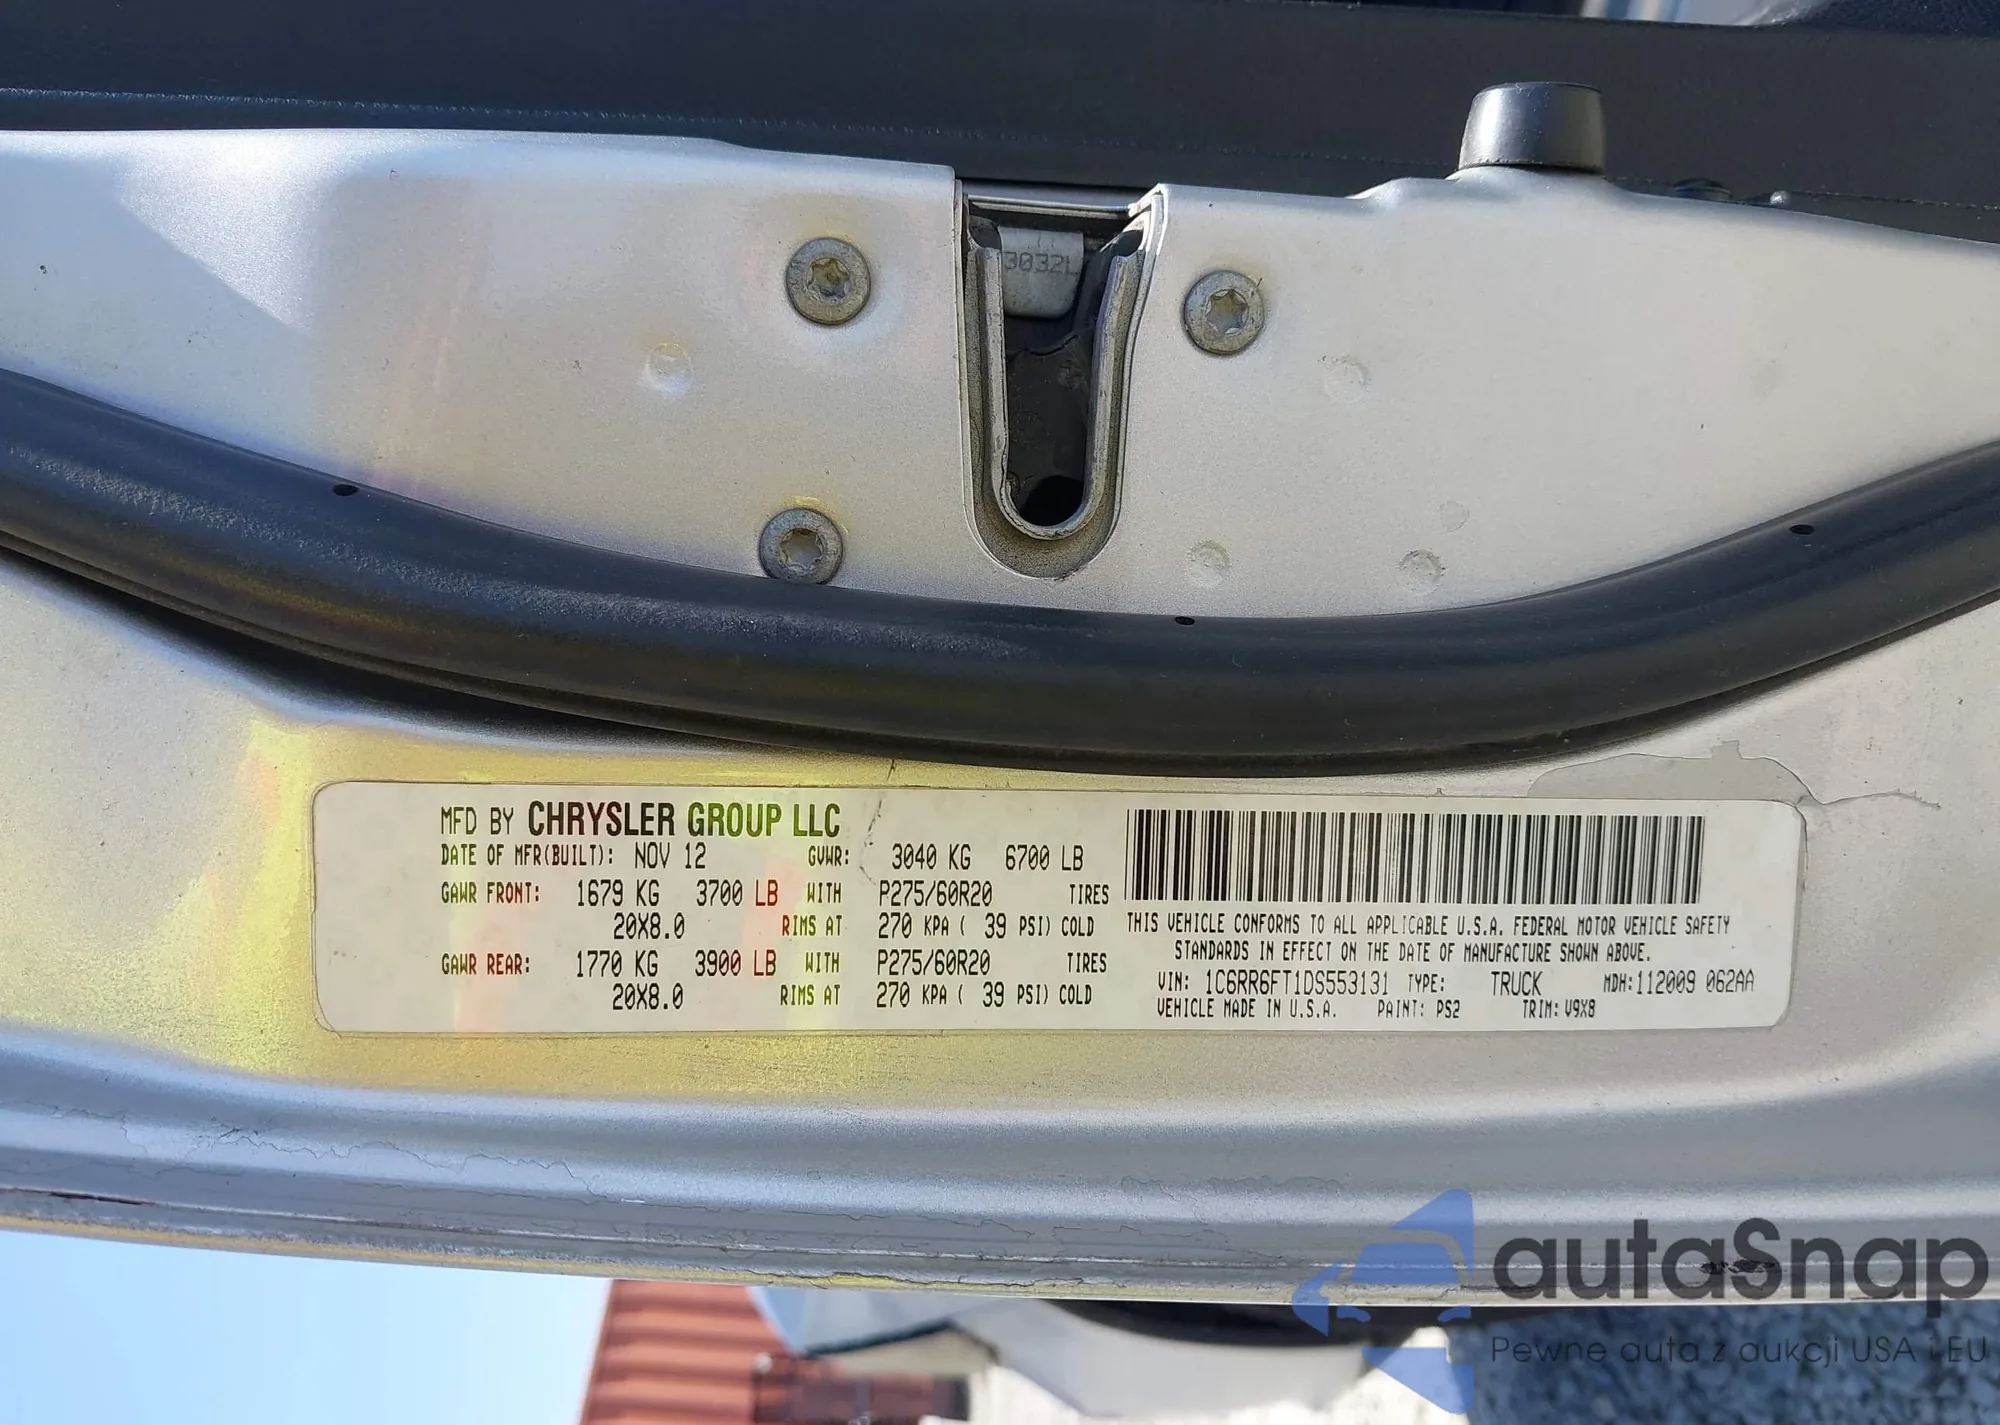 3032L
MFD BY CHRYSLER GROUP LLC
DATE OF MFR(BUILT): NOV 12 GVWR: 3040 KG 6700 LB
GAWR FRONT: 1679 KG 3700 LB WITH P275/60R20 TIRES
20X8.0 RIMS AT 270 KPA ( 39 PSI) COLD
GAWR REAR: 1770 KG 3900 LB WITH P275/60R20 TIRES
20X8.0 RIMS AT 270 KPA ( 39 PSI) COLD
THIS VEHICLE CONFORMS TO ALL APPLICABLE U.S.A. FEDERAL MOTOR VEHICLE SAFETY
STANDARDS IN EFFECT ON THE DATE OF MANUFACTURE SHOWN ABOVE.
VIN: 1C6RR6FT1DS553131 TYPE: TRUCK MDH:112009 062AA
VEHICLE MADE IN U.S.A. PAINT: PS2 TRIM: V9X8
autaSnap
Pewne auta z aukcji USA i EU